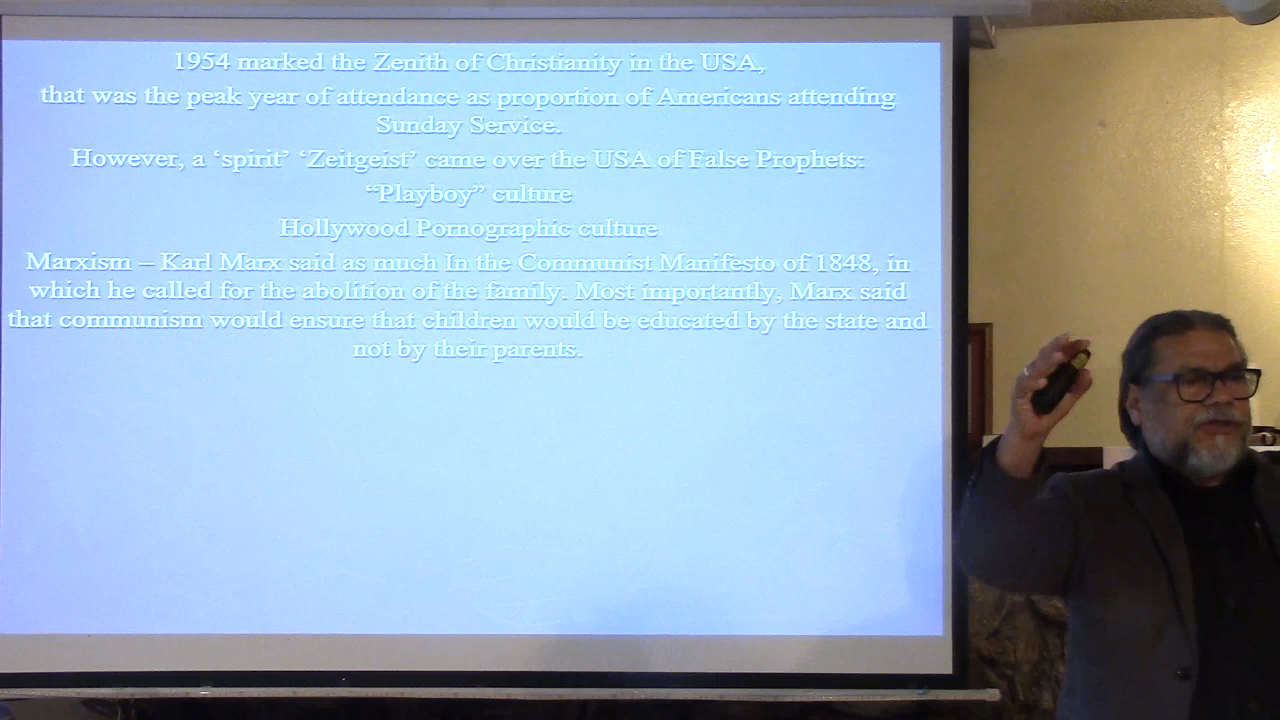 1954 marked the Zenith of Christianity in the USA,
that was the peak year of attendance as proportion of Americans attending
Sunday Service.
However, a ‘spirit’ ‘Zeitgeist’ came over the USA of False Prophets:
“Playboy” culture
Hollywood Pornographic culture
Marxism – Karl Marx said as much In the Communist Manifesto of 1848, in
which he called for the abolition of the family. Most importantly, Marx said
that communism would ensure that children would be educated by the state and
not by their parents.